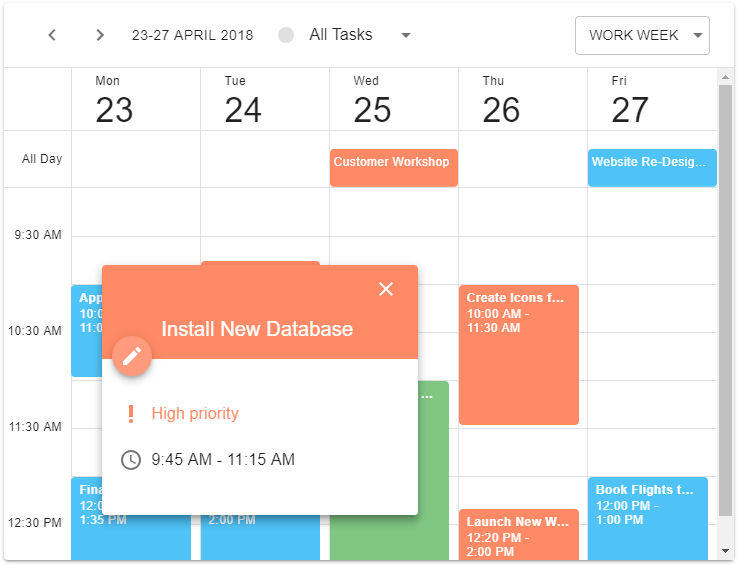 23-27 APRIL 2018
All Tasks
WORK WEEK
Mon
23
Tue
24
Wed
25
Thu
26
Fri
27
All Day
Customer Workshop
Website Re-Desig...
9:30 AM
10:30 AM
11:30 AM
12:30 PM
App
10:0
11:0
Install New Database
High priority
9:45 AM - 11:15 AM
...
Create Icons f...
10:00 AM -
11:30 AM
Fina
12:0
1:35 PM
2:00 PM
Launch New W...
12:20 PM -
2:00 PM
Book Flights t...
12:00 PM -
1:00 PM